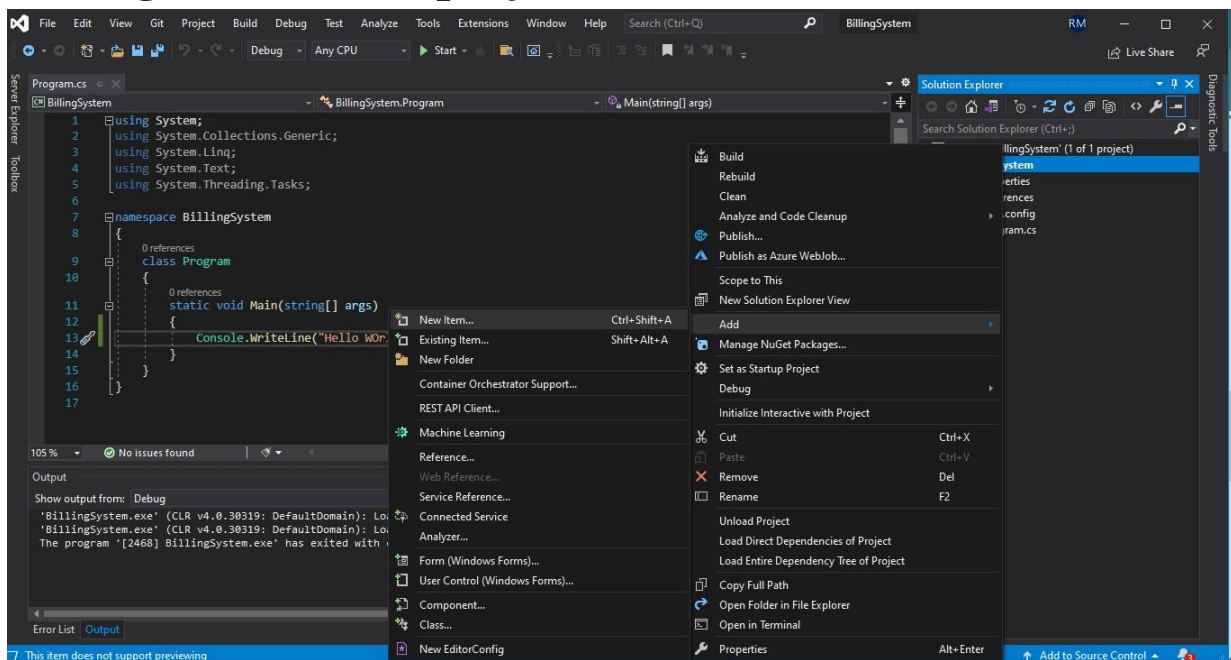 File Edit View Git Project Build Debug Test Analyze Tools Extensions Window Help Search (Ctrl+Q) BillingSystem RM
Debug Any CPU Start Live Share
Server Explorer
Toolbox
Program.cs
BillingSystem BillingSystem.Program Main(string[] args)
1 using System;
2 using System.Collections.Generic;
3 using System.Linq;
4 using System.Text;
5 using System.Threading.Tasks;
6
7 namespace BillingSystem
8 {
0 references
9 class Program
10 {
0 references
11 static void Main(string[] args)
12 {
13 Console.WriteLine("Hello WOr
14 }
15 }
16 }
17
105 % No issues found
Output
Show output from: Debug
'BillingSystem.exe' (CLR v4.0.30319: DefaultDomain): Lo
'BillingSystem.exe' (CLR v4.0.30319: DefaultDomain): Lo
The program '[2468] BillingSystem.exe' has exited with
Error List Output
This item does not support previewing
New Item... Ctrl+Shift+A
Existing Item... Shift+Alt+A
New Folder
Container Orchestrator Support...
REST API Client...
Machine Learning
Reference...
Web Reference...
Service Reference...
Connected Service
Analyzer...
Form (Windows Forms)...
User Control (Windows Forms)...
Component...
Class...
New EditorConfig
Build
Rebuild
Clean
Analyze and Code Cleanup
Publish...
Publish as Azure WebJob...
Scope to This
New Solution Explorer View
Add
Manage NuGet Packages...
Set as Startup Project
Debug
Initialize Interactive with Project
Cut Ctrl+X
Paste Ctrl+V
Remove Del
Rename F2
Unload Project
Load Direct Dependencies of Project
Load Entire Dependency Tree of Project
Copy Full Path
Open Folder in File Explorer
Open in Terminal
Properties Alt+Enter
Solution Explorer
Search Solution Explorer (Ctrl+;)
llingSystem' (1 of 1 project)
ystem
erties
rences
.config
ram.cs
Diagnostic Tools
Add to Source Control